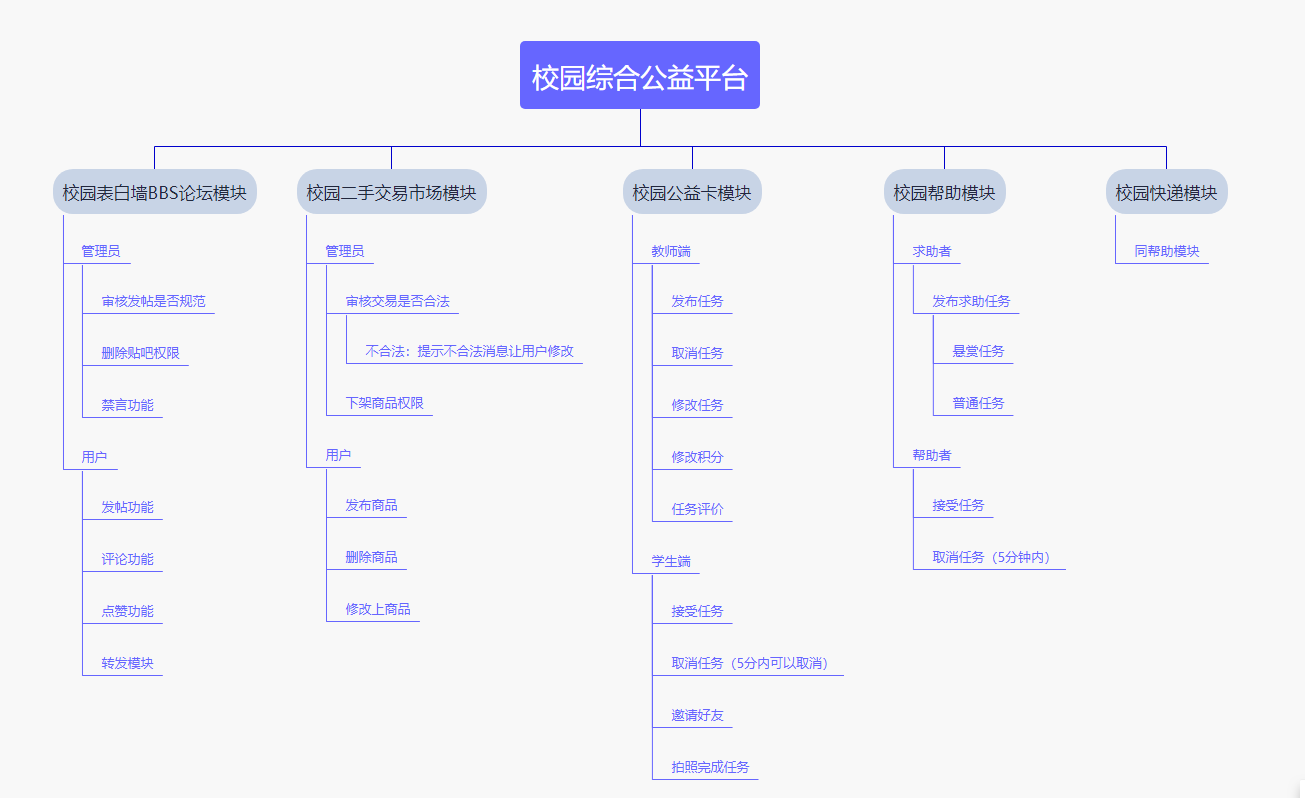 校园综合公益平台
校园表白墙BBS论坛模块
管理员
审核发帖是否规范
删除贴吧权限
禁言功能
用户
发帖功能
评论功能
点赞功能
转发模块
校园二手交易市场模块
管理员
审核交易是否合法
不合法：提示不合法消息让用户修改
下架商品权限
用户
发布商品
删除商品
修改上商品
校园公益卡模块
教师端
发布任务
取消任务
修改任务
修改积分
任务评价
学生端
接受任务
取消任务（5分内可以取消）
邀请好友
拍照完成任务
校园帮助模块
求助者
发布求助任务
悬赏任务
普通任务
帮助者
接受任务
取消任务（5分钟内）
校园快递模块
同帮助模块